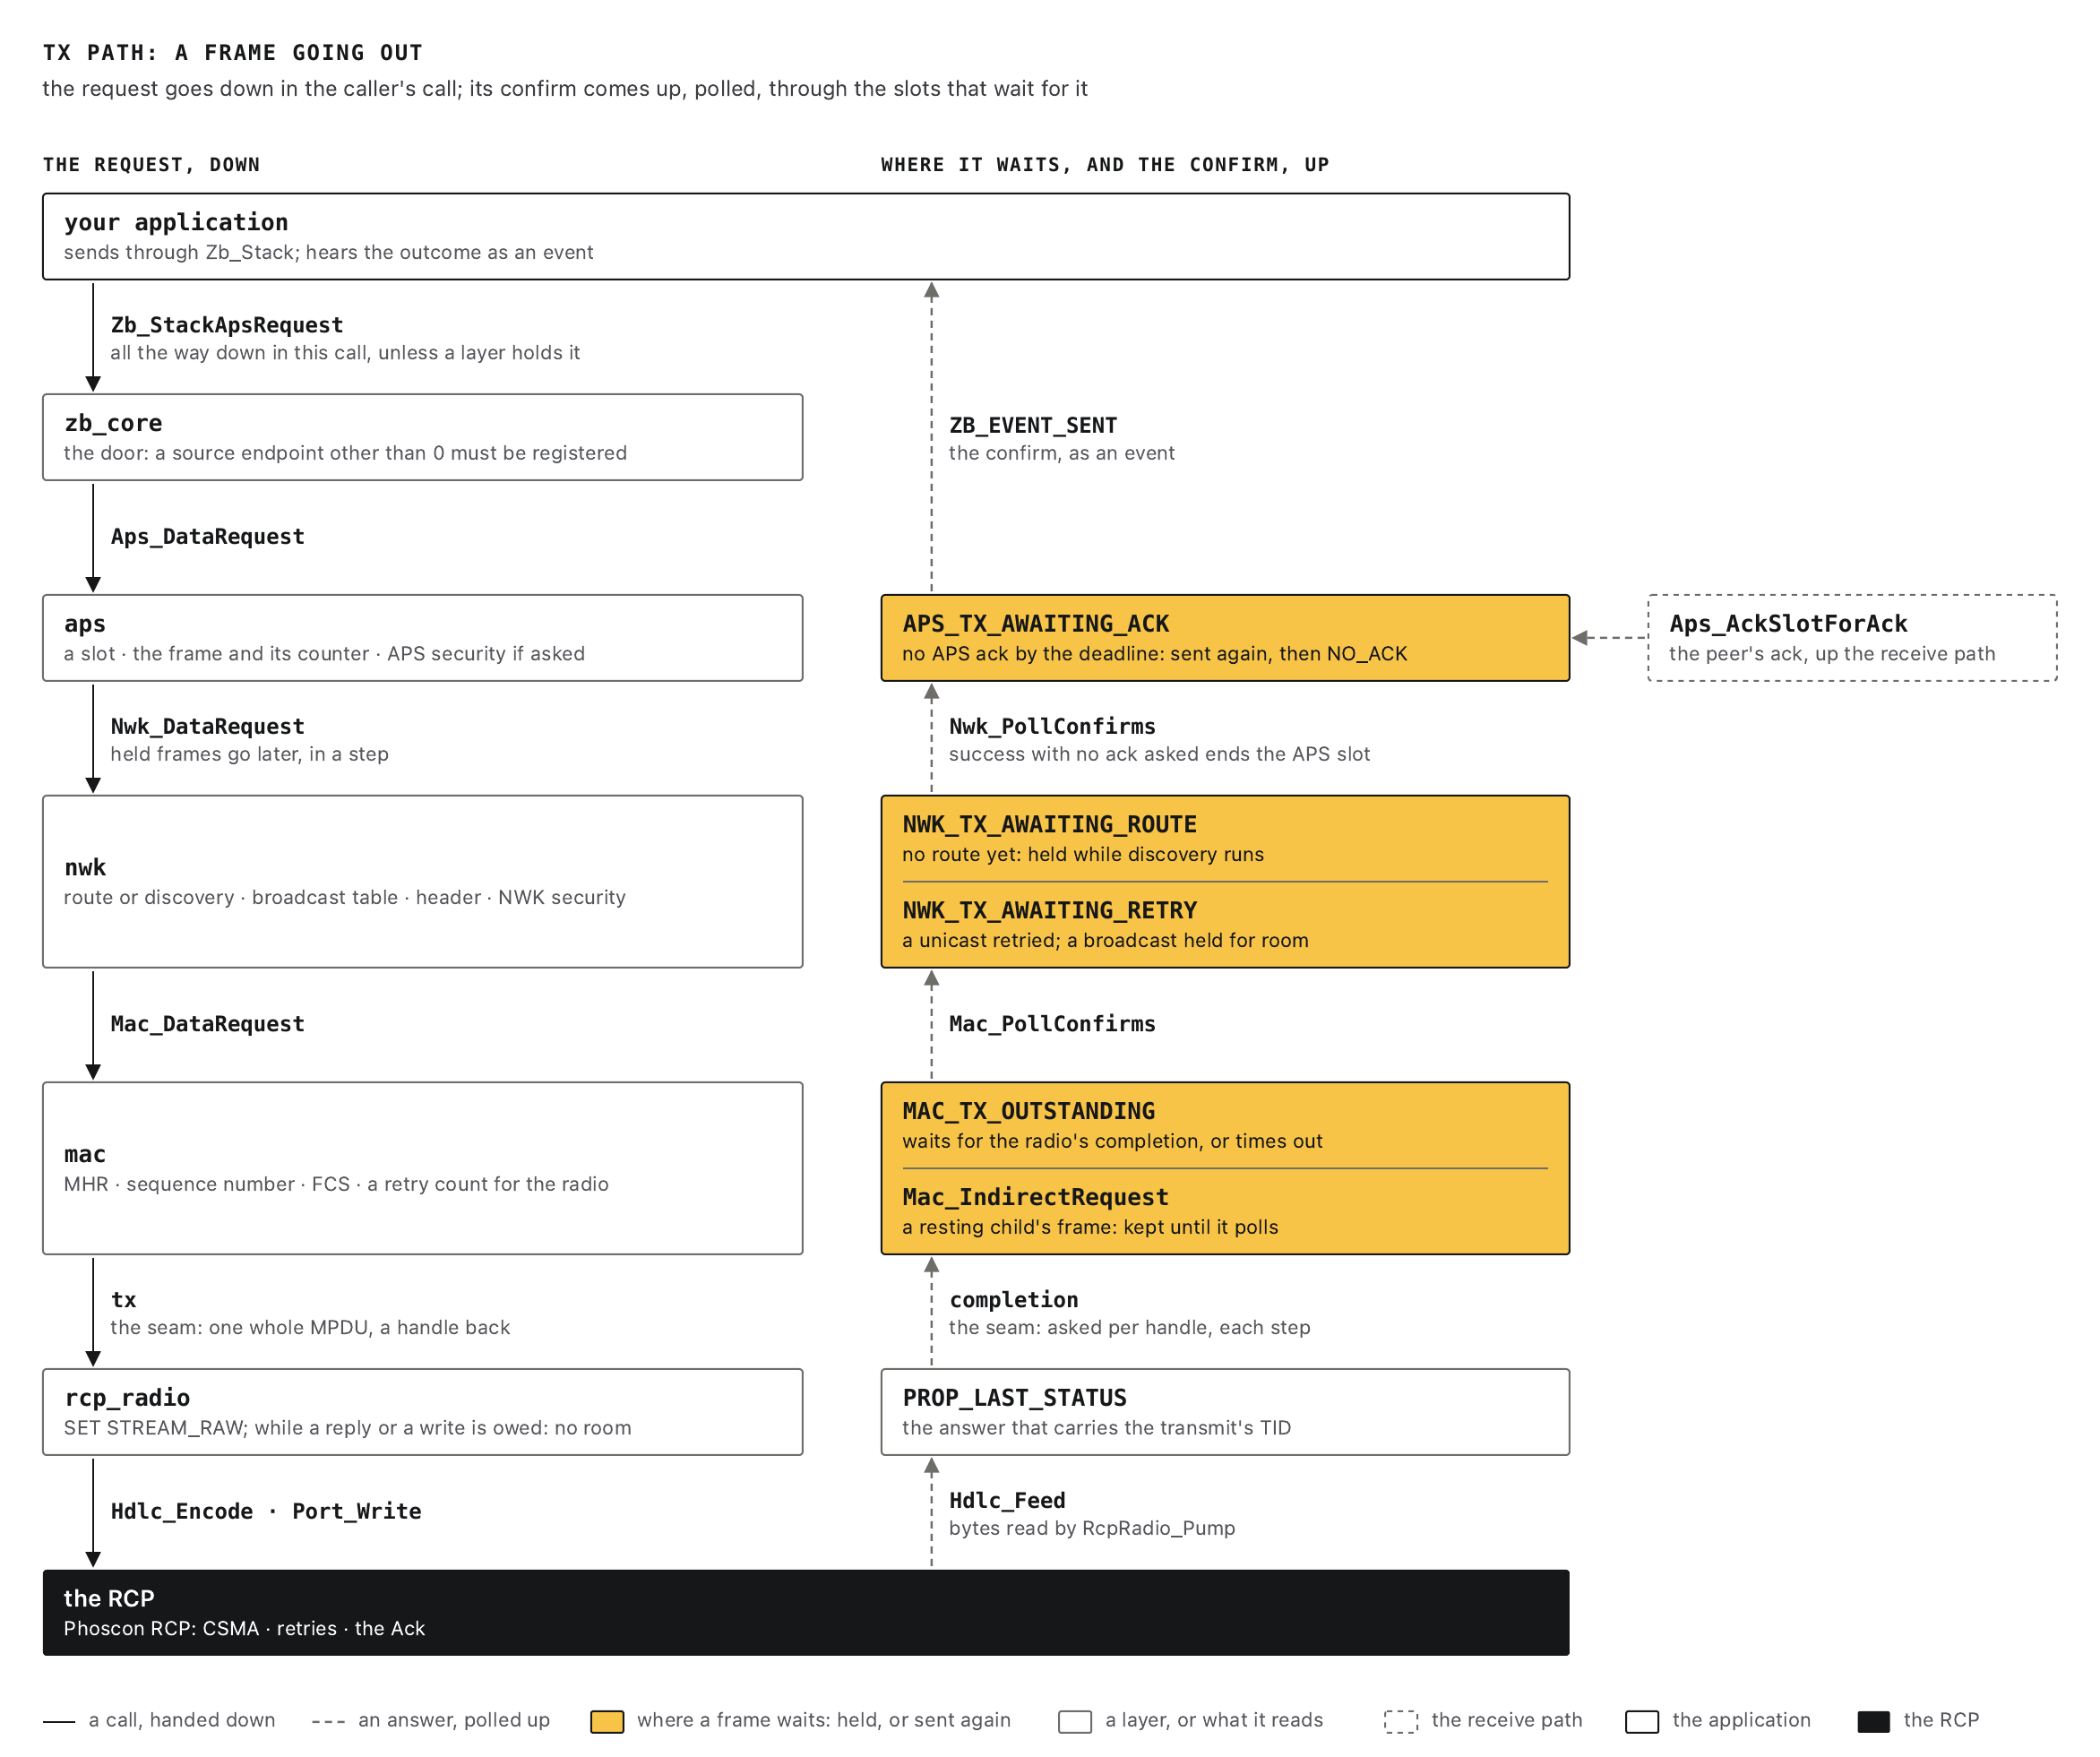 TX PATH: A FRAME GOING OUT
the request goes down in the caller's call; its confirm comes up, polled, through the slots that wait for it
THE REQUEST, DOWN
WHERE IT WAITS, AND THE CONFIRM, UP
your application
sends through Zb_Stack; hears the outcome as an event
Zb_StackApsRequest
all the way down in this call, unless a layer holds it
zb_core
the door: a source endpoint other than 0 must be registered
ZB_EVENT_SENT
the confirm, as an event
Aps_DataRequest
aps
a slot · the frame and its counter · APS security if asked
APS_TX_AWAITING_ACK
no APS ack by the deadline: sent again, then NO_ACK
Aps_AckSlotForAck
the peer's ack, up the receive path
Nwk_DataRequest
held frames go later, in a step
Nwk_PollConfirms
success with no ack asked ends the APS slot
nwk
route or discovery · broadcast table · header · NWK security
NWK_TX_AWAITING_ROUTE
no route yet: held while discovery runs
NWK_TX_AWAITING_RETRY
a unicast retried; a broadcast held for room
Mac_DataRequest
Mac_PollConfirms
mac
MHR · sequence number · FCS · a retry count for the radio
MAC_TX_OUTSTANDING
waits for the radio's completion, or times out
Mac_IndirectRequest
a resting child's frame: kept until it polls
tx
the seam: one whole MPDU, a handle back
completion
the seam: asked per handle, each step
rcp_radio
SET STREAM_RAW; while a reply or a write is owed: no room
PROP_LAST_STATUS
the answer that carries the transmit's TID
Hdlc_Encode · Port_Write
Hdlc_Feed
bytes read by RcpRadio_Pump
the RCP
Phoscon RCP: CSMA · retries · the Ack
a call, handed down
an answer, polled up
where a frame waits: held, or sent again
a layer, or what it reads
the receive path
the application
the RCP